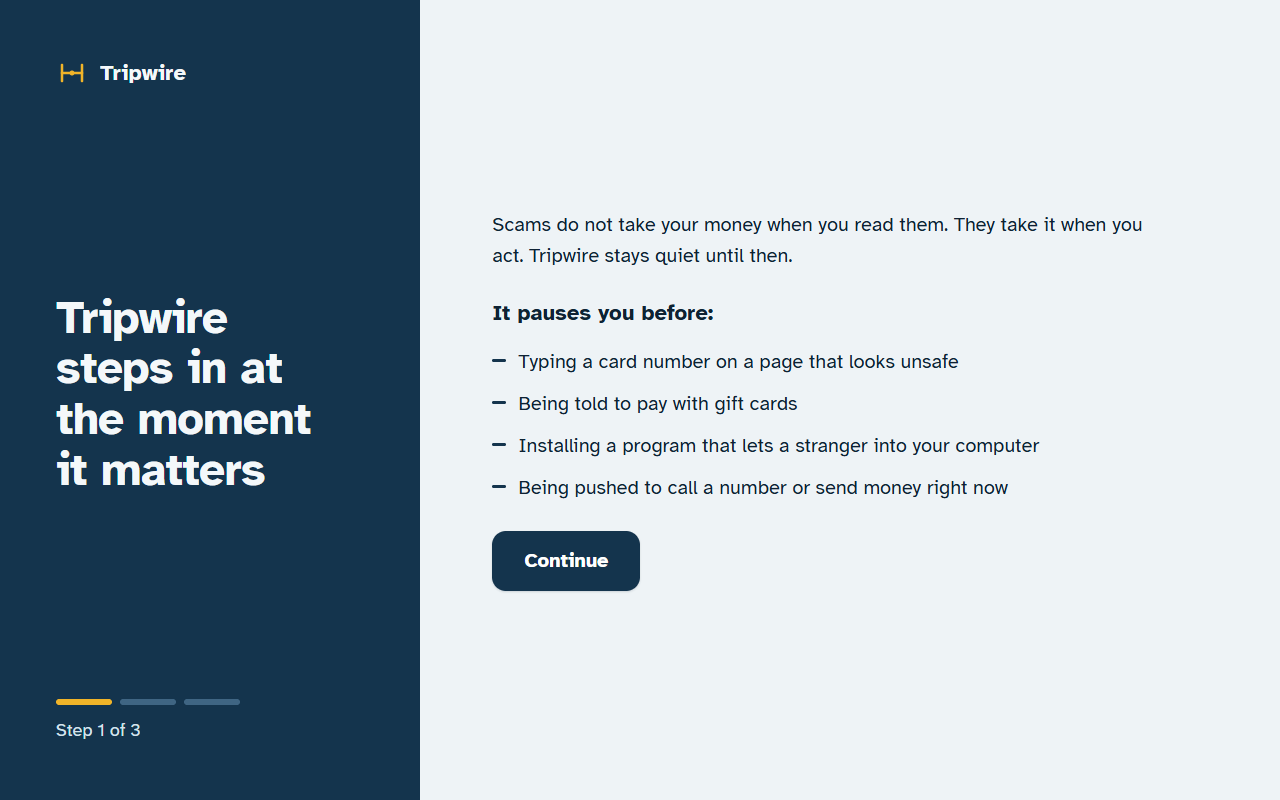 Tripwire
Tripwire
steps in at
the moment
it matters
Step 1 of 3
Scams do not take your money when you read them. They take it when you
act. Tripwire stays quiet until then.
It pauses you before:
Typing a card number on a page that looks unsafe
Being told to pay with gift cards
Installing a program that lets a stranger into your computer
Being pushed to call a number or send money right now
Continue